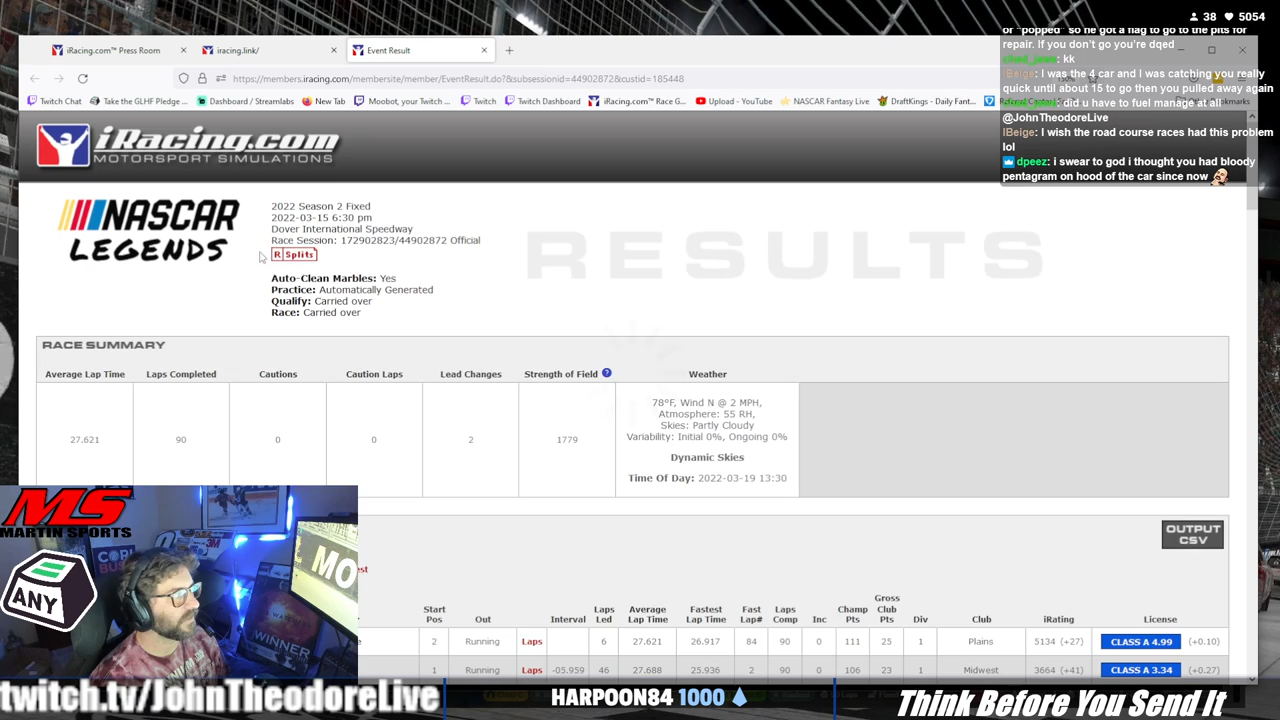 38 5054
iRacing.com™ Press Room
iracing.link/
Event Result
https://members.iracing.com/membersite/member/EventResult.do?&subsessionid=44902872&custid=185448
Twitch Chat
Take the GLHF Pledge ...
Dashboard / Streamlabs
New Tab
Moobot, your Twitch ...
Twitch
Twitch Dashboard
iRacing.com™ Race G...
Upload - YouTube
NASCAR Fantasy Live
DraftKings - Daily Fant...
or "popped" so he got a flag to go to the pits for
repair. If you don't go you're dqed
: kk
IBeige: I was the 4 car and I was catching you really
quick until about 15 to go then you pulled away again
: did u have to fuel manage at all
@JohnTheodoreLive
IBeige: I wish the road course races had this problem
lol
dpeez: i swear to god i thought you had bloody
pentagram on hood of the car since now
iRacing.com
MOTORSPORT SIMULATIONS
NASCAR
LEGENDS
2022 Season 2 Fixed
2022-03-15 6:30 pm
Dover International Speedway
Race Session: 172902823/44902872 Official
R Splits
Auto-Clean Marbles: Yes
Practice: Automatically Generated
Qualify: Carried over
Race: Carried over
RESULTS
RACE SUMMARY
Average Lap Time Laps Completed Cautions Caution Laps Lead Changes Strength of Field ? Weather
27.621 90 0 0 2 1779
78°F, Wind N @ 2 MPH,
Atmosphere: 55 RH,
Skies: Partly Cloudy
Variability: Initial 0%, Ongoing 0%
Dynamic Skies
Time Of Day: 2022-03-19 13:30
OUTPUT
CSV
Start Pos Out Interval Laps Led Average Lap Time Fastest Lap Time Fast Lap# Laps Comp Inc Champ Pts Gross Club Pts Div Club iRating License
2 Running Laps 6 27.621 26.917 84 90 0 111 25 1 Plains 5134 (+27) CLASS A 4.99 (+0.10)
1 Running Laps -05.959 46 27.688 25.936 2 90 0 106 23 1 Midwest 3664 (+41) CLASS A 3.34 (+0.27)
MS
MARTIN SPORTS
ANY
MO
WINNER
twitch.tv/JohnTheodoreLive
HARPOON84 1000
Think Before You Send It